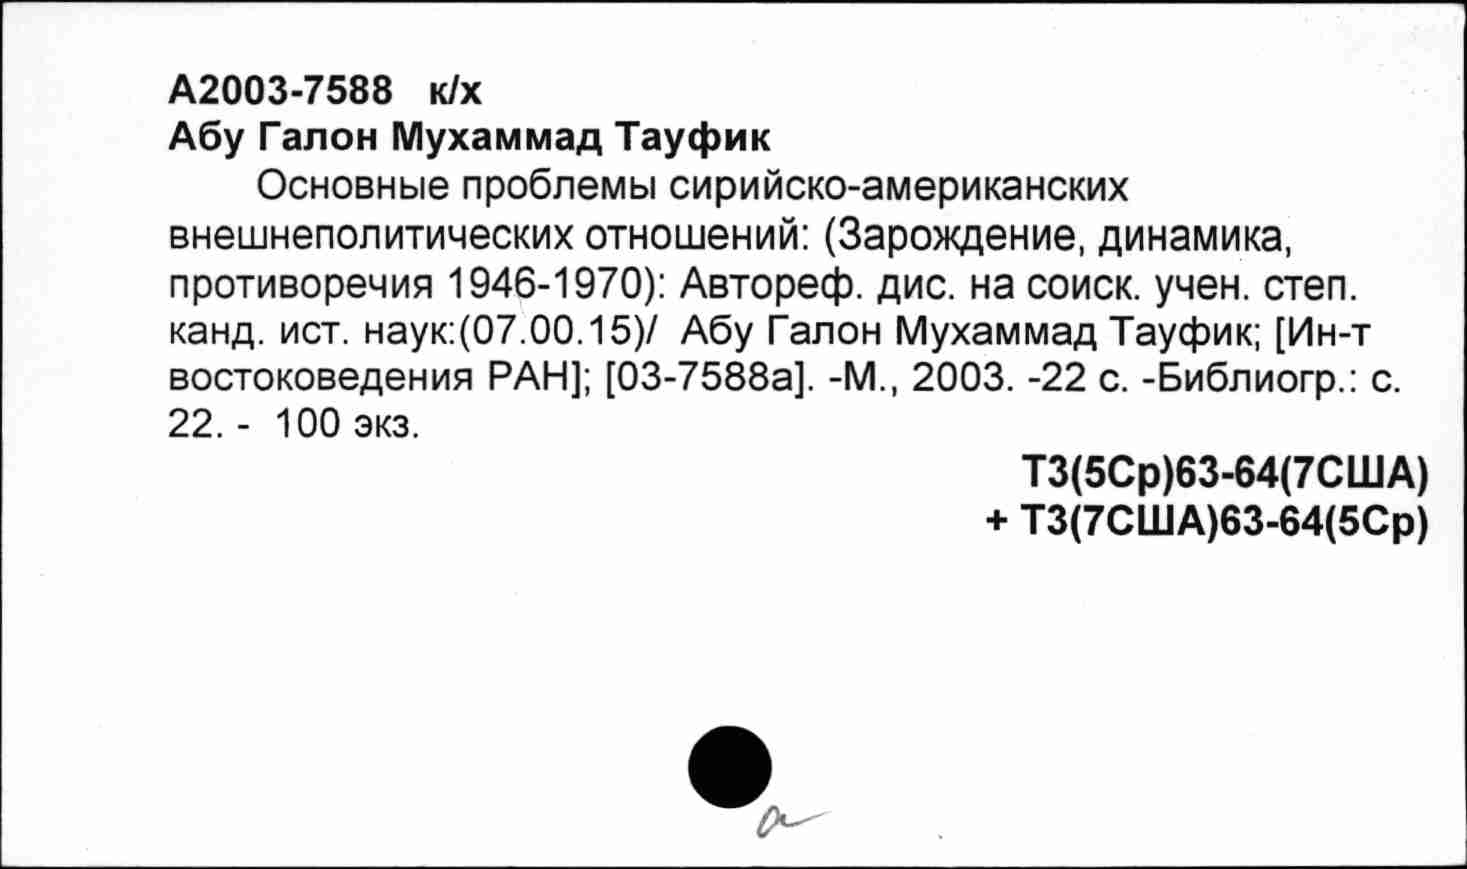 А2003-7588 к/х
Абу Галон Мухаммад Тауфик
Основные проблемы сирийско-американских
внешнеполитических отношений: (Зарождение, динамика,
противоречия 1946-1970): Автореф. дис. на соиск. учен. степ.
канд. ист. наук:(07.00.15)/ Абу Галон Мухаммад Тауфик; [Ин-т
востоковедения РАН]; [03-7588а]. -М., 2003. -22 с. -Библиогр.: с.
22. - 100 экз.
Т3(5Ср)63-64(7США)
+ Т3(7США)63-64(5Ср)
а